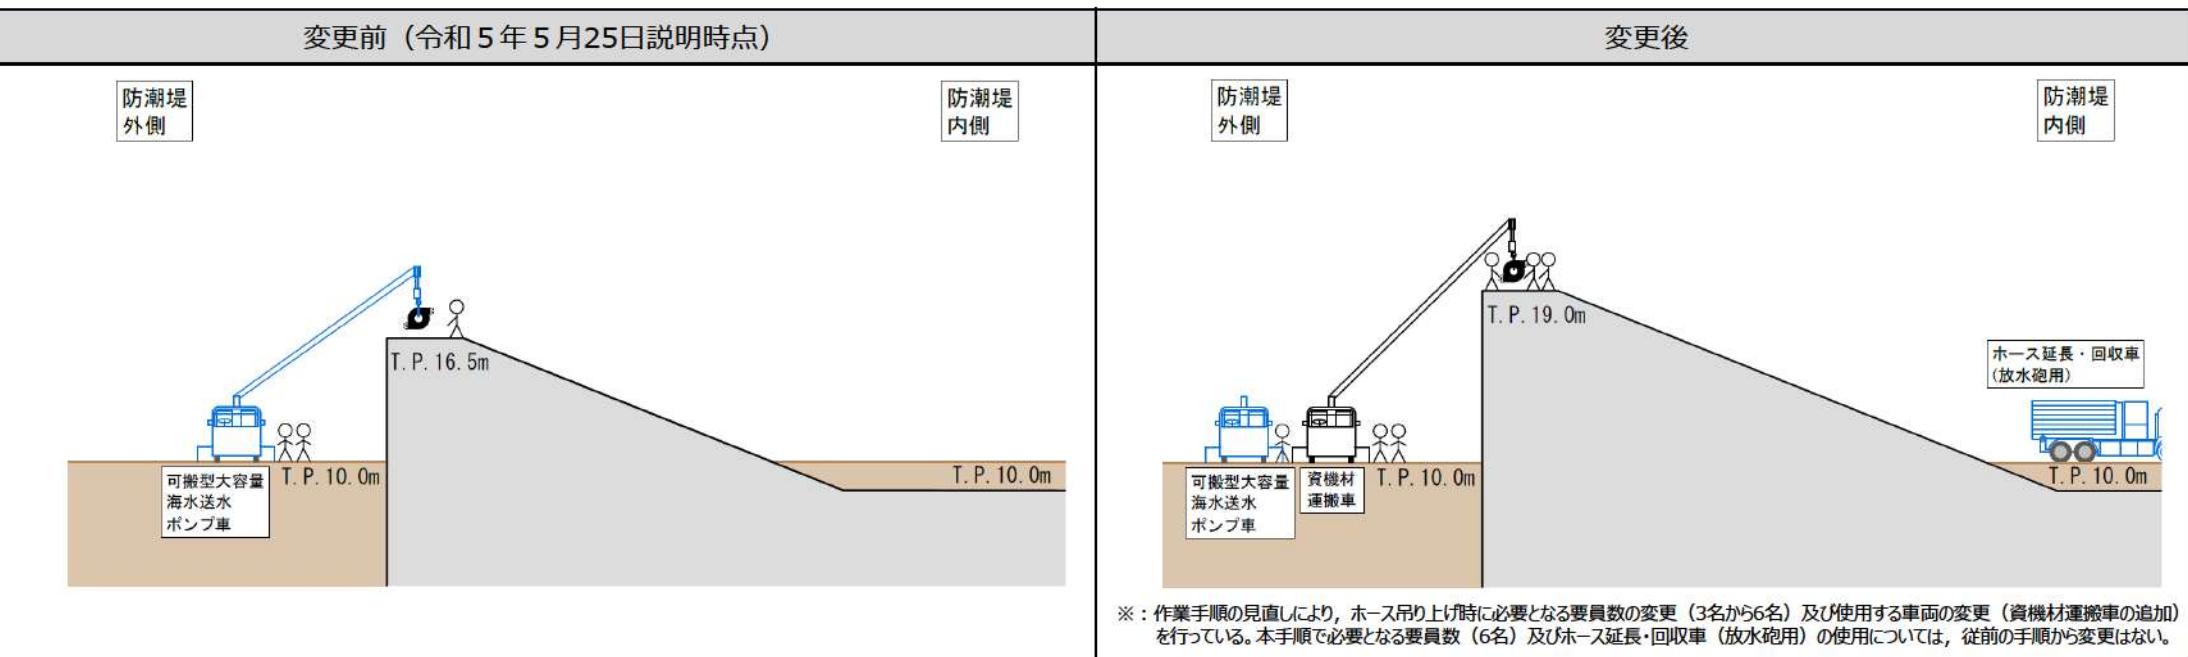 変更前（令和５年５月25日説明時点）
防潮堤
外側
防潮堤
内側
T.P.16.5m
可搬型大容量
海水送水
ポンプ車
T.P.10.0m
T.P.10.0m
変更後
防潮堤
外側
防潮堤
内側
T.P.19.0m
ホース延長・回収車
(放水砲用)
可搬型大容量
海水送水
ポンプ車
資機材
運搬車
T.P.10.0m
T.P.10.0m
※：作業手順の見直しにより，ホース吊り上げ時に必要となる要員数の変更（3名から6名）及び使用する車両の変更（資機材運搬車の追加）
を行っている。本手順で必要となる要員数（6名）及びホース延長・回収車（放水砲用）の使用については，従前の手順から変更はない。